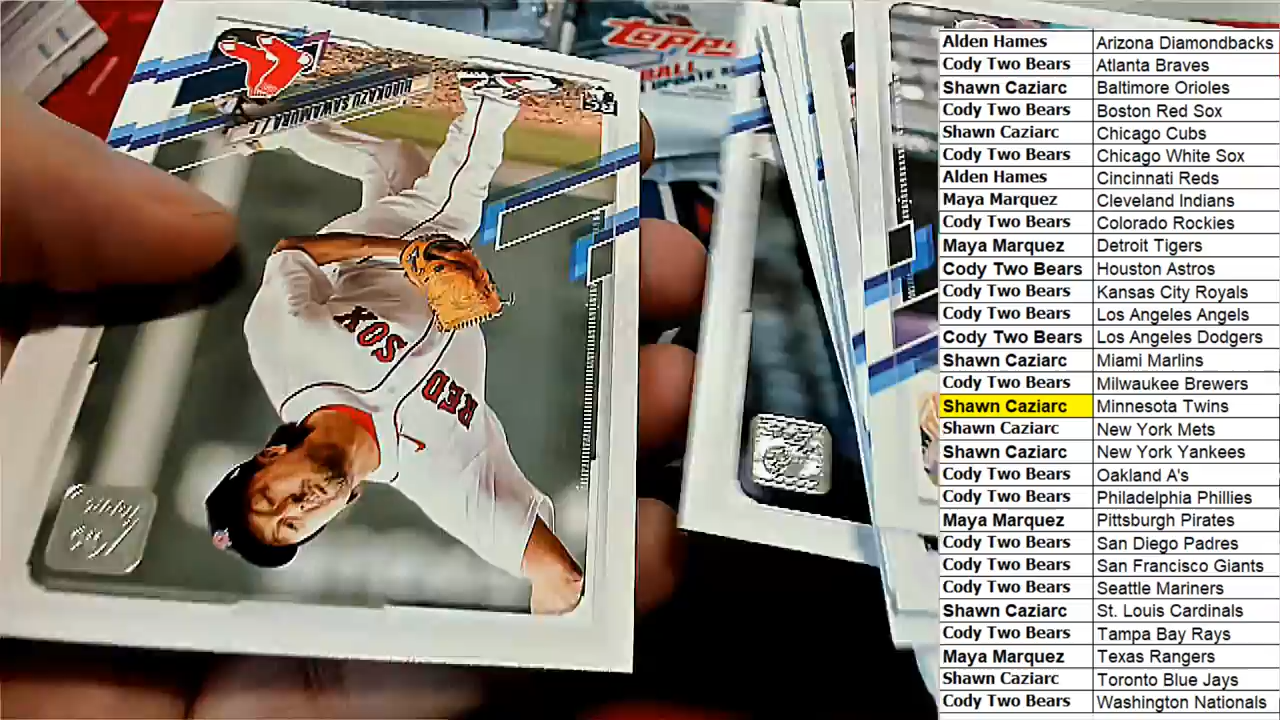 HIROKAZU SAWAMURA
SOX
RED
TOPPS
Alden Hames Arizona Diamondbacks
Cody Two Bears Atlanta Braves
Shawn Caziarc Baltimore Orioles
Cody Two Bears Boston Red Sox
Shawn Caziarc Chicago Cubs
Cody Two Bears Chicago White Sox
Alden Hames Cincinnati Reds
Maya Marquez Cleveland Indians
Cody Two Bears Colorado Rockies
Maya Marquez Detroit Tigers
Cody Two Bears Houston Astros
Cody Two Bears Kansas City Royals
Cody Two Bears Los Angeles Angels
Cody Two Bears Los Angeles Dodgers
Shawn Caziarc Miami Marlins
Cody Two Bears Milwaukee Brewers
Shawn Caziarc Minnesota Twins
Shawn Caziarc New York Mets
Shawn Caziarc New York Yankees
Cody Two Bears Oakland A's
Cody Two Bears Philadelphia Phillies
Maya Marquez Pittsburgh Pirates
Cody Two Bears San Diego Padres
Cody Two Bears San Francisco Giants
Cody Two Bears Seattle Mariners
Shawn Caziarc St. Louis Cardinals
Cody Two Bears Tampa Bay Rays
Maya Marquez Texas Rangers
Shawn Caziarc Toronto Blue Jays
Cody Two Bears Washington Nationals